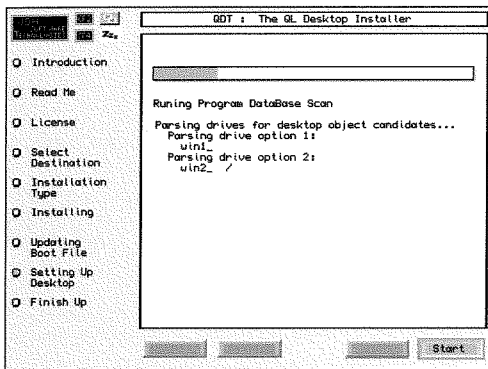 QDT : The QL Desktop Installer
Zzz
Introduction
Read Me
License
Select
Destination
Installation
Type
Installing
Updating
Boot File
Setting Up
Desktop
Finish Up
Runing Program DataBase Scan
Parsing drives for desktop object candidates...
Parsing drive option 1:
win1_
Parsing drive option 2:
win2_ /
Start